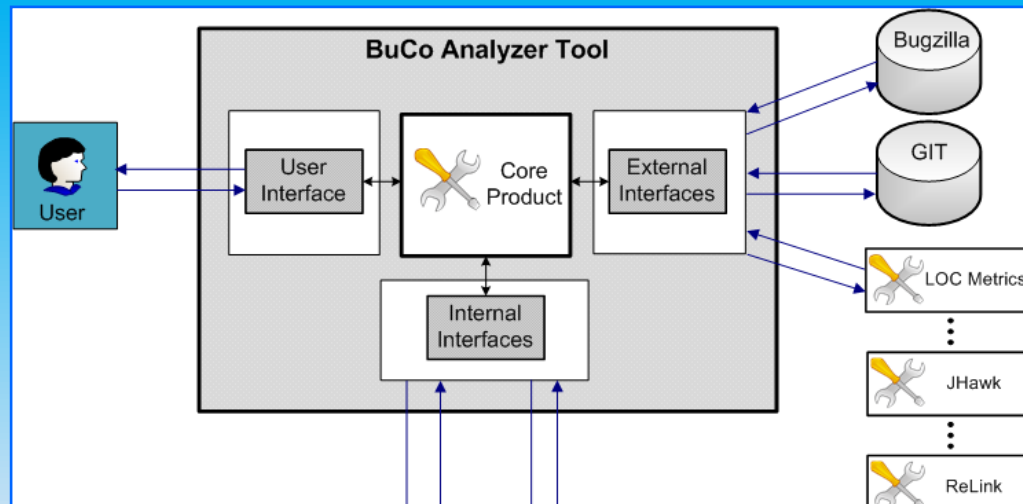 BuCo Analyzer Tool
Bugzilla
GIT
User
User
Interface
Core
Product
External
Interfaces
Internal
Interfaces
LOC Metrics
JHawk
ReLink